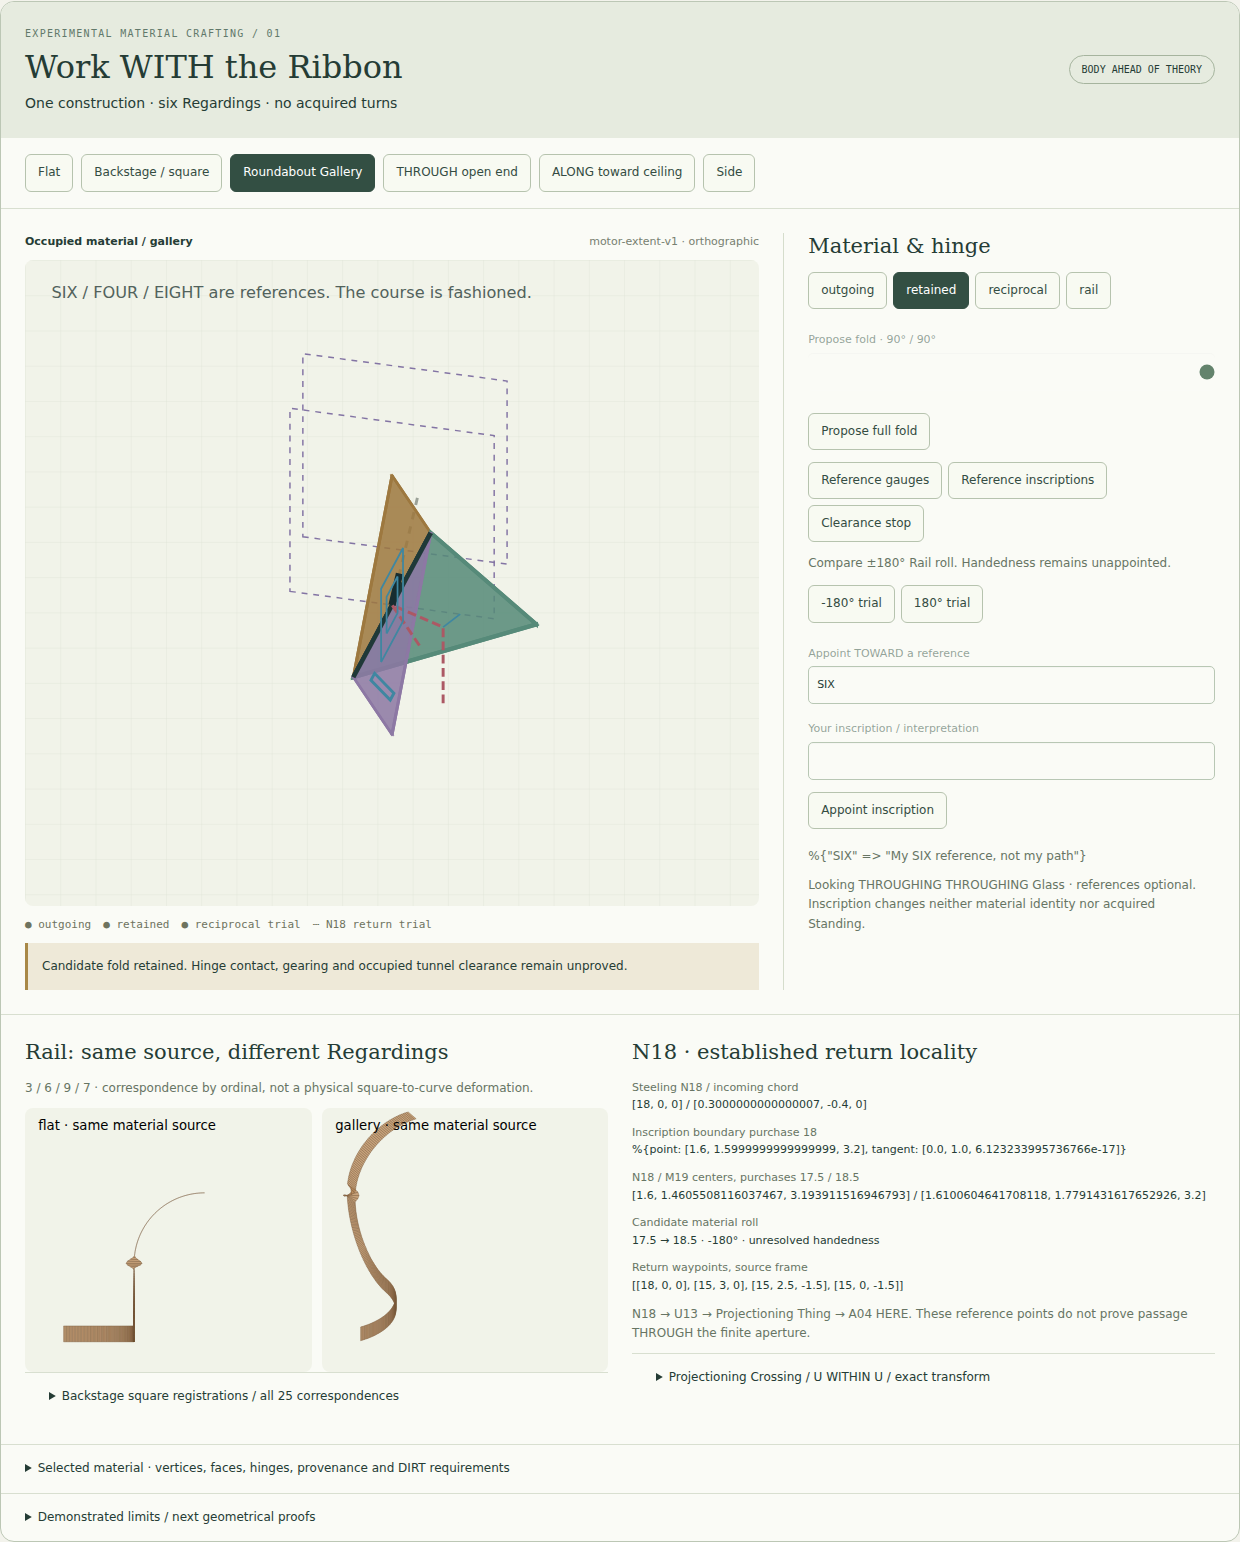 EXPERIMENTAL MATERIAL CRAFTING / 01
Work WITH the Ribbon
One construction · six Regardings · no acquired turns
BODY AHEAD OF THEORY
Flat
Backstage / square
Roundabout Gallery
THROUGH open end
ALONG toward ceiling
Side
Occupied material / gallery
motor-extent-v1 · orthographic
SIX / FOUR / EIGHT are references. The course is fashioned.
● outgoing ● retained ● reciprocal trial — N18 return trial
Candidate fold retained. Hinge contact, gearing and occupied tunnel clearance remain unproved.
Material & hinge
outgoing
retained
reciprocal
rail
Propose fold · 90° / 90°
Propose full fold
Reference gauges
Reference inscriptions
Clearance stop
Compare ±180° Rail roll. Handedness remains unappointed.
-180° trial
180° trial
Appoint TOWARD a reference
SIX
Your inscription / interpretation
Appoint inscription
%{"SIX" => "My SIX reference, not my path"}
Looking THROUGHING THROUGHING Glass · references optional.
Inscription changes neither material identity nor acquired
Standing.
Rail: same source, different Regardings
3 / 6 / 9 / 7 · correspondence by ordinal, not a physical square-to-curve deformation.
flat · same material source
gallery · same material source
▶ Backstage square registrations / all 25 correspondences
N18 · established return locality
Steeling N18 / incoming chord
[18, 0, 0] / [0.3000000000000007, -0.4, 0]
Inscription boundary purchase 18
%{point: [1.6, 1.5999999999999999, 3.2], tangent: [0.0, 1.0, 6.123233995736766e-17]}
N18 / M19 centers, purchases 17.5 / 18.5
[1.6, 1.4605508116037467, 3.193911516946793] / [1.6100604641708118, 1.7791431617652926, 3.2]
Candidate material roll
17.5 → 18.5 · -180° · unresolved handedness
Return waypoints, source frame
[[18, 0, 0], [15, 3, 0], [15, 2.5, -1.5], [15, 0, -1.5]]
N18 → U13 → Projectioning Thing → A04 HERE. These reference points do not prove passage
THROUGH the finite aperture.
▶ Projectioning Crossing / U WITHIN U / exact transform
▶ Selected material · vertices, faces, hinges, provenance and DIRT requirements
▶ Demonstrated limits / next geometrical proofs